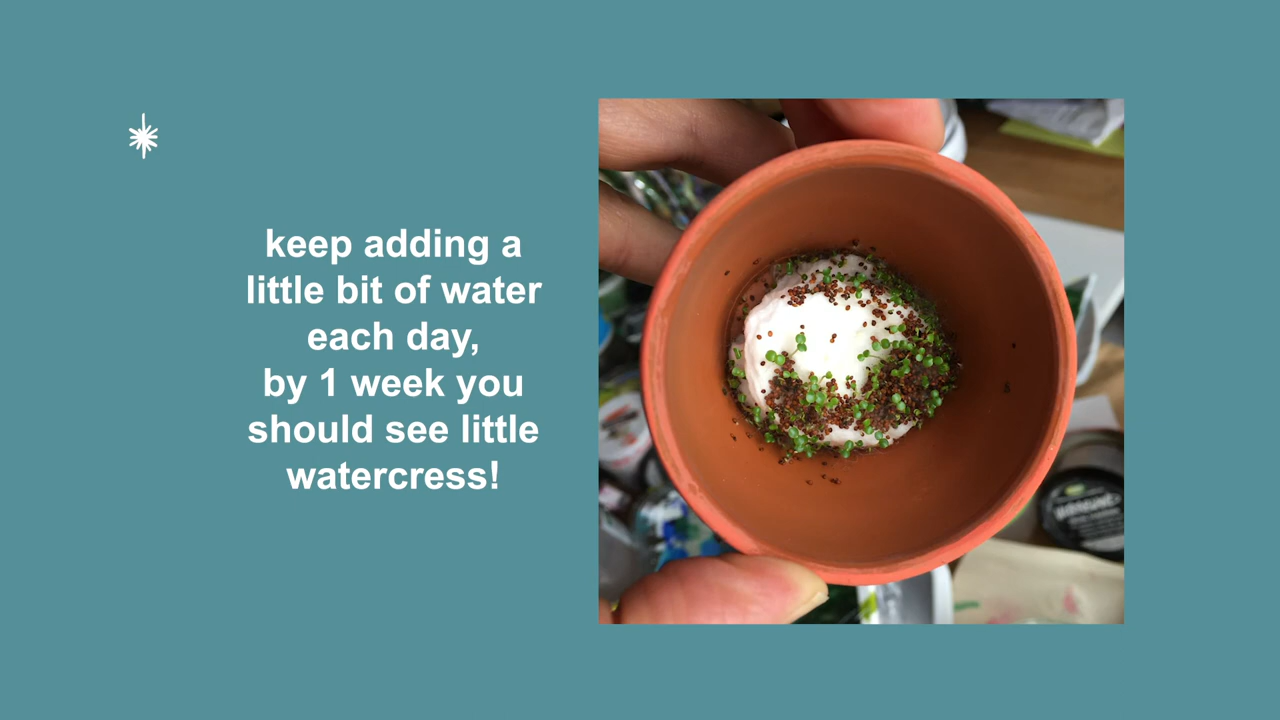 keep adding a
little bit of water
each day,
by 1 week you
should see little
watercress!